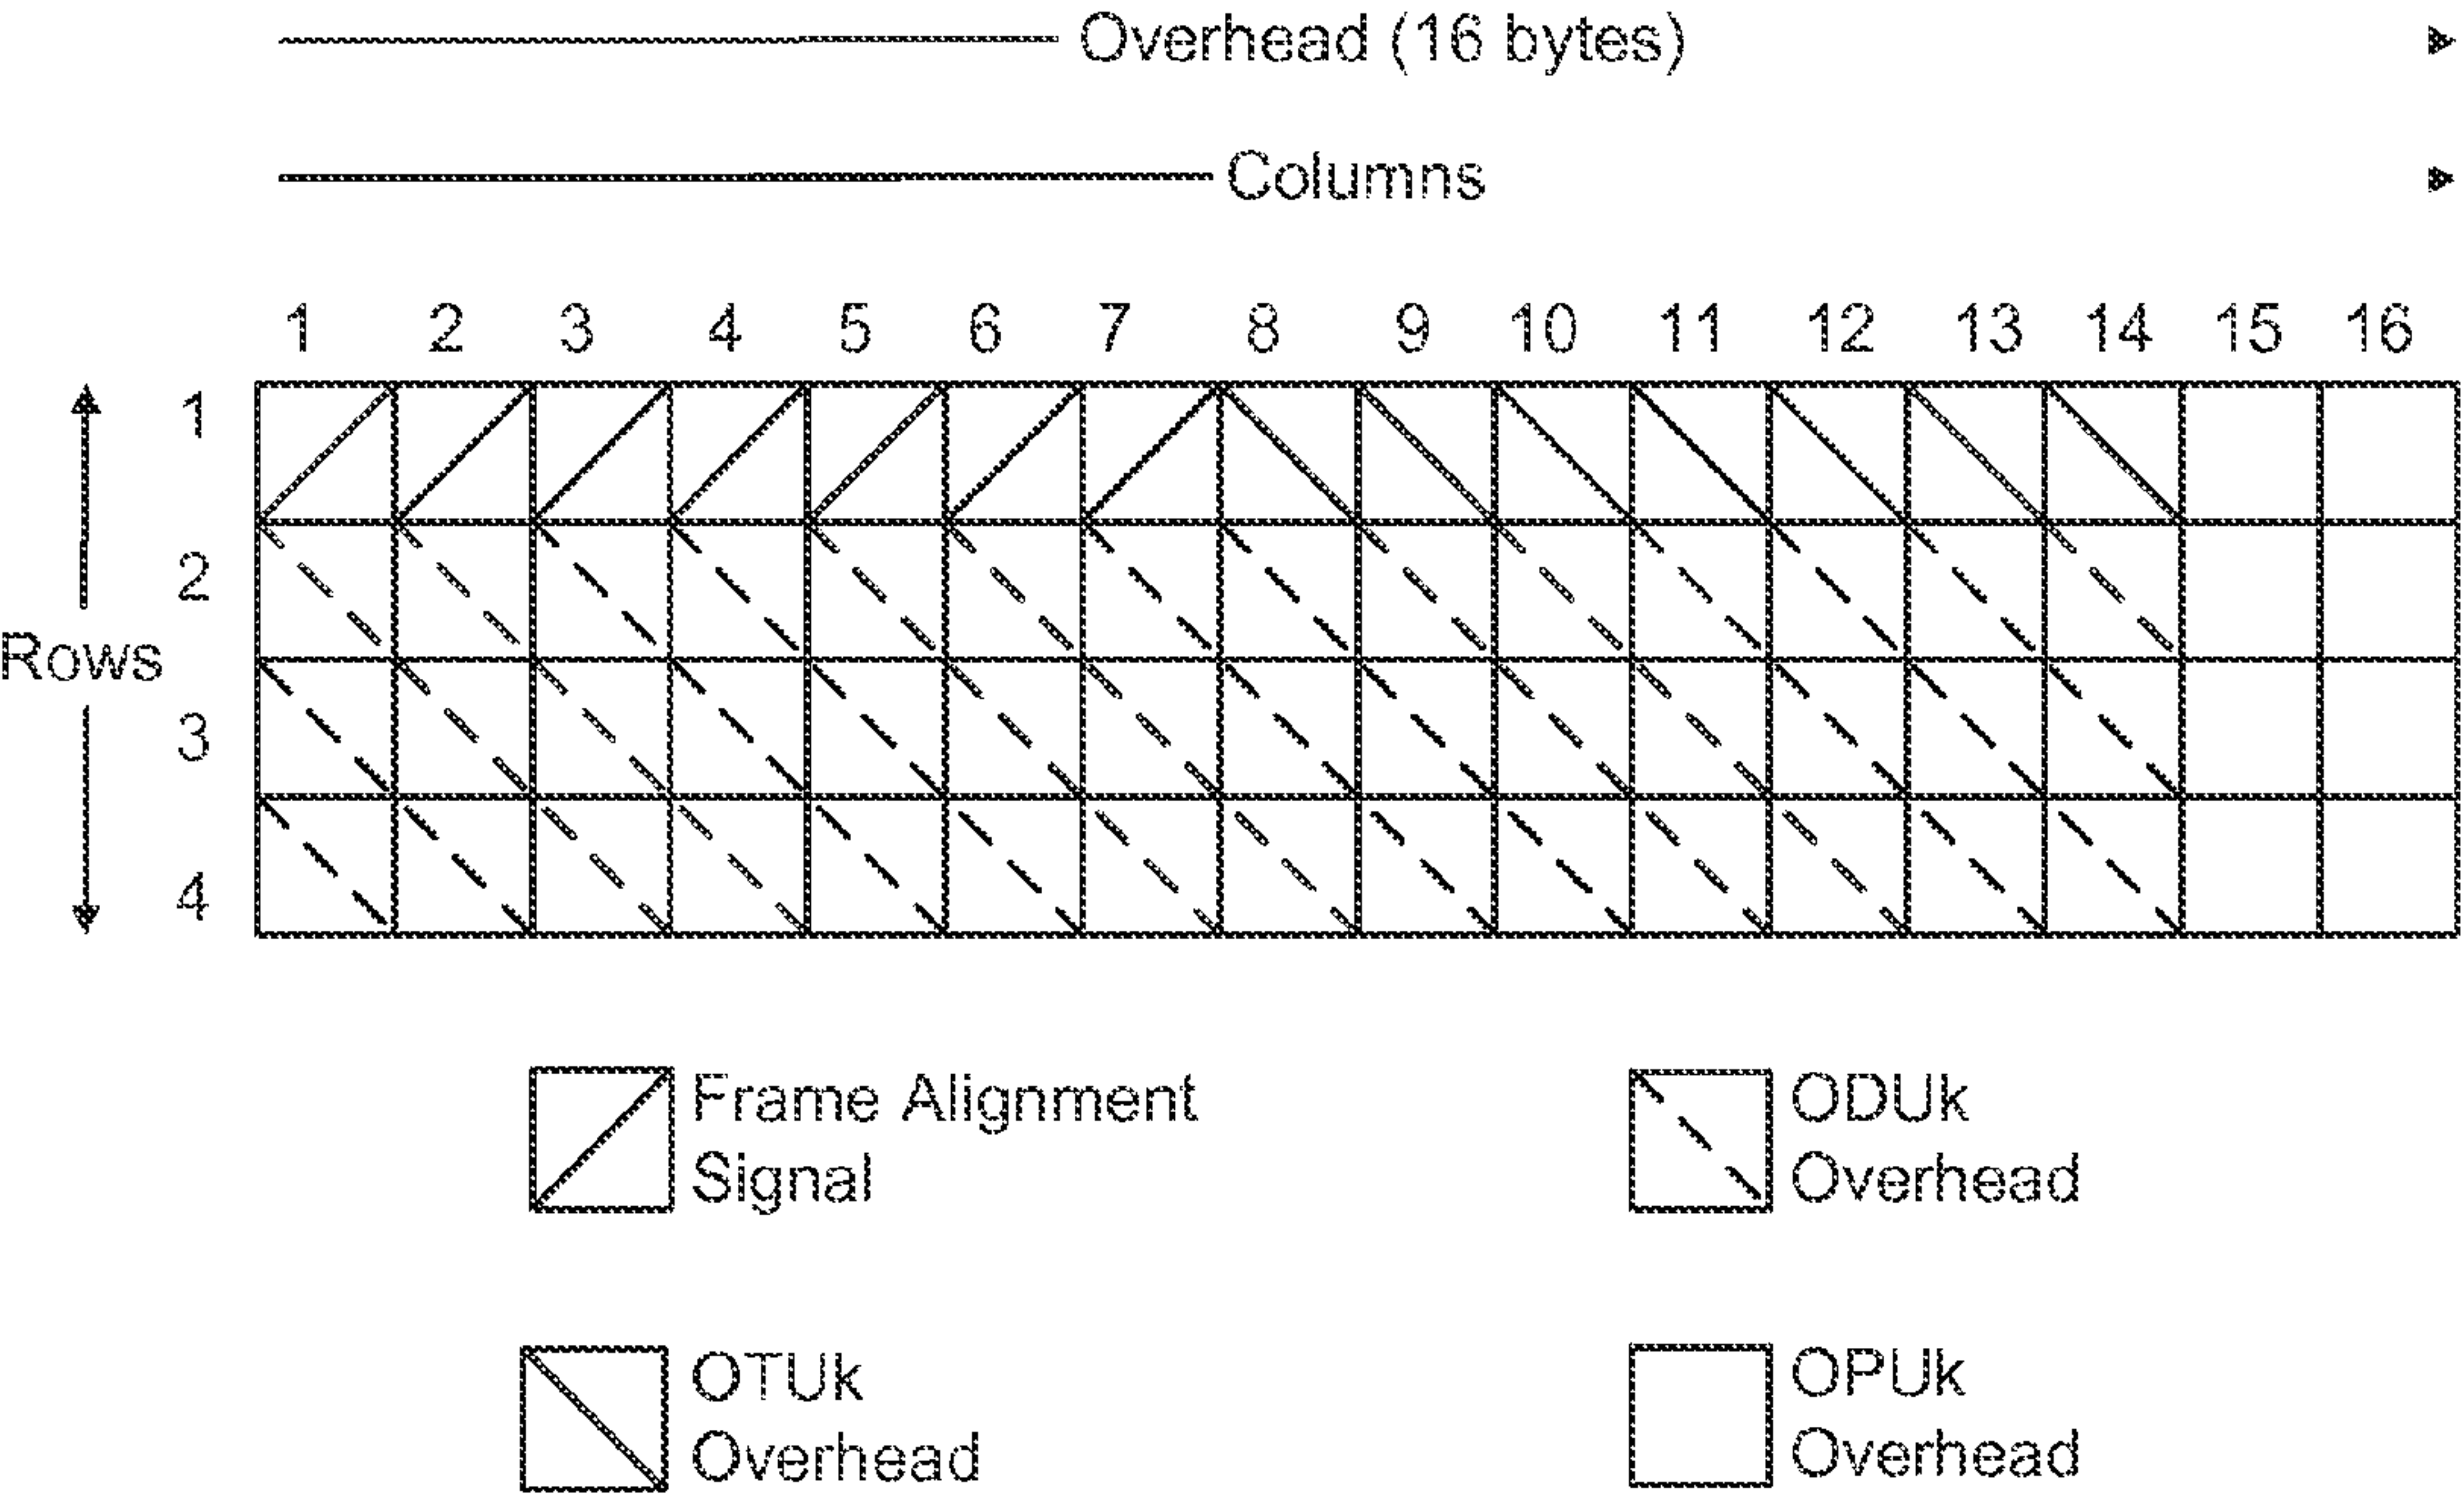 Overhead (16 bytes)
Columns
1 2 3 4 5 6 7 8 9 10 11 12 13 14 15 16
1
2
Rows
3
4
Frame Alignment
Signal
ODUk
Overhead
OTUk
Overhead
OPUk
Overhead